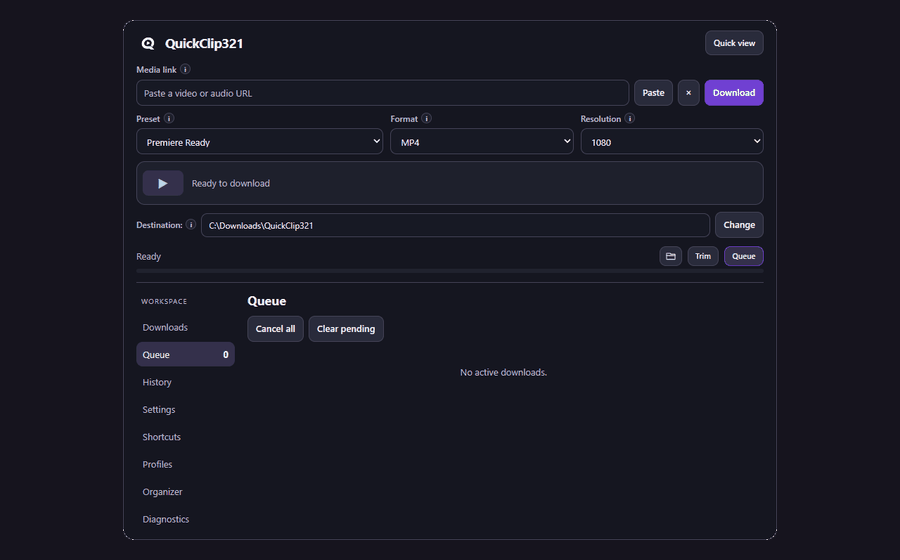 QuickClip321
Quick view
Media link i
Paste a video or audio URL
Paste
×
Download
Preset i
Format i
Resolution i
Premiere Ready
MP4
1080
Ready to download
Destination: i
C:\Downloads\QuickClip321
Change
Ready
Trim
Queue
WORKSPACE
Downloads
Queue 0
History
Settings
Shortcuts
Profiles
Organizer
Diagnostics
Queue
Cancel all
Clear pending
No active downloads.